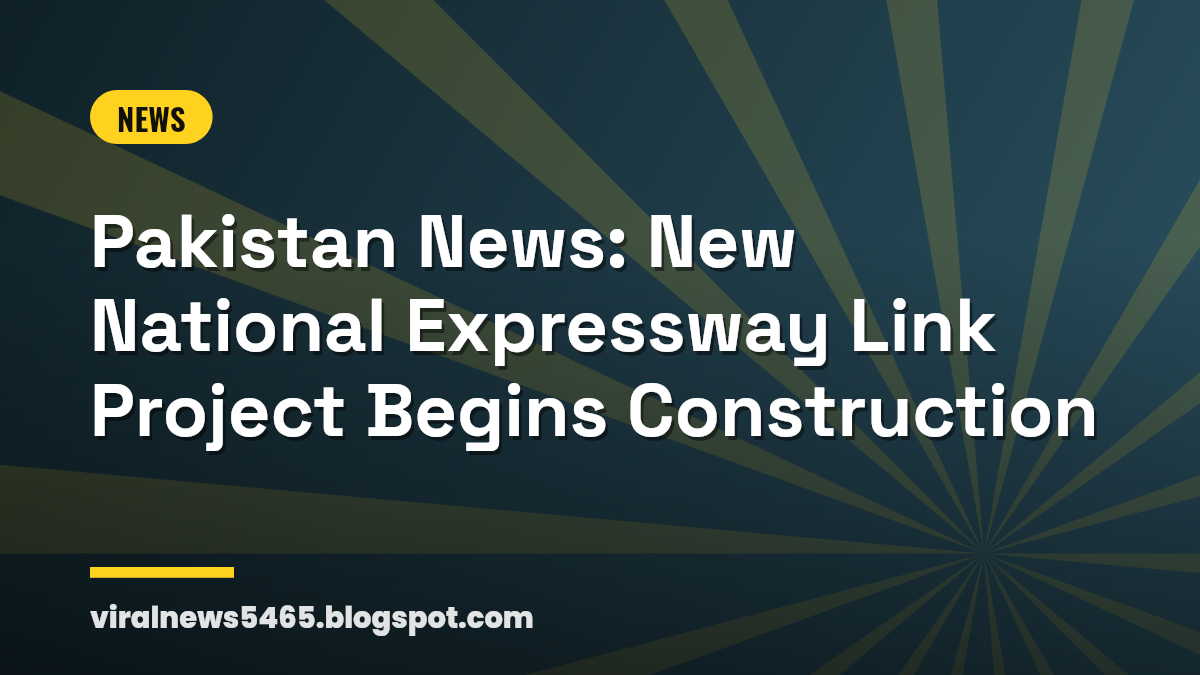 NEWS
Pakistan News: New
National Expressway Link
Project Begins Construction
viralnews5465.blogspot.com